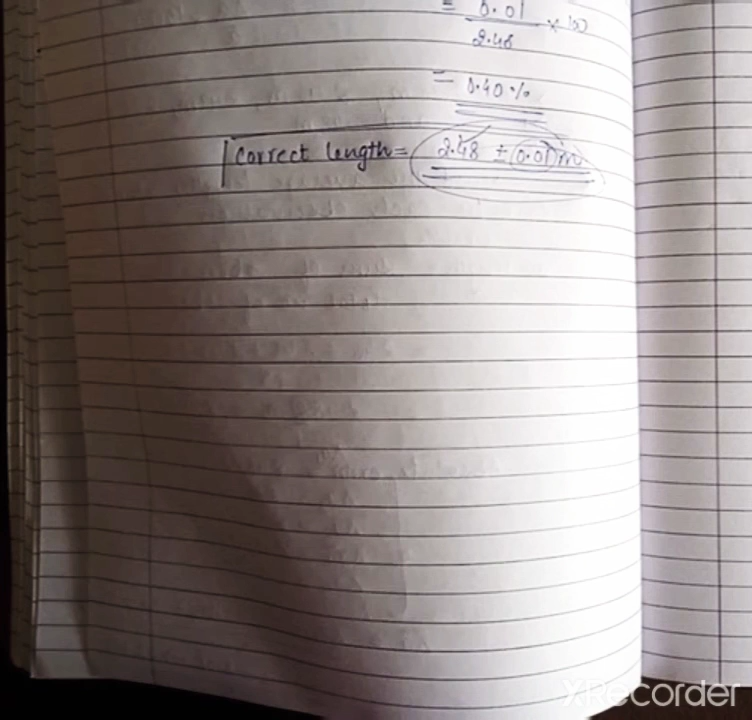 = 0.01 / 2.48 × 100
= 0.40 %
Correct length = 2.48 ± 0.01 m
XRecorder